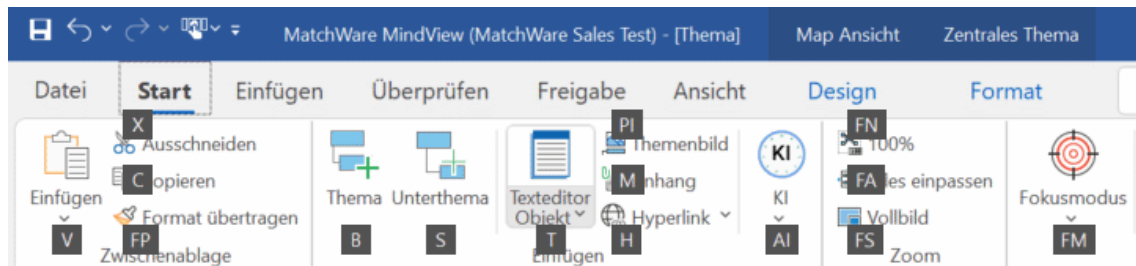 MatchWare MindView (MatchWare Sales Test) - [Thema] Map Ansicht Zentrales Thema
Datei Start Einfügen Überprüfen Freigabe Ansicht Design Format
X PI FN
Ausschneiden Themenbild 100%
KI
C M FA
einpassen
Einfügen Thema Unterthema Texteditor KI Fokusmodus
Format übertragen Objekt Hyperlink Vollbild
V FP B S T H AI FS FM
Zwischenablage Einfügen Zoom